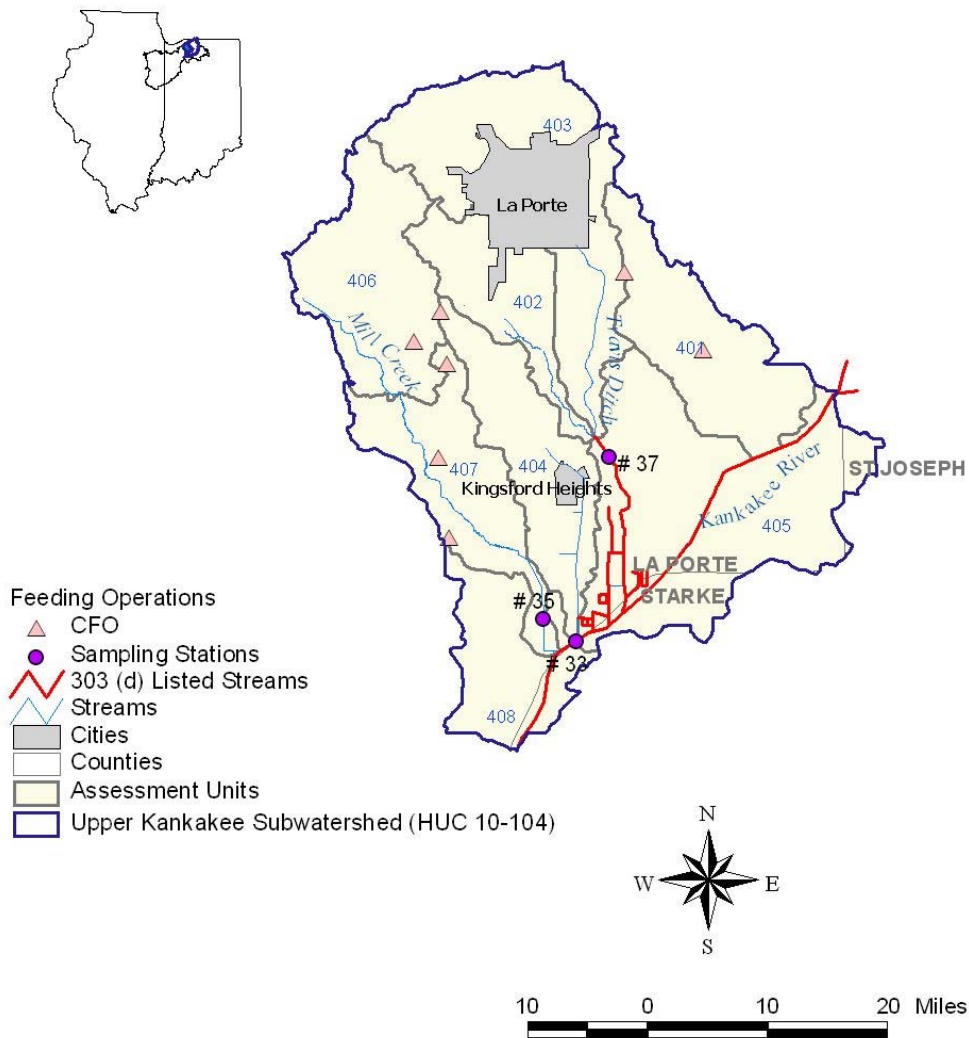 403
La Porte
406
402
Mill Creek
Travis Ditch
401
# 37
404
407
Kingsford Heights
ST JOSEPH
Kankakee River
405
LA PORTE
STARKE
# 35
# 33
408
Feeding Operations
CFO
Sampling Stations
303 (d) Listed Streams
Streams
Cities
Counties
Assessment Units
Upper Kankakee Subwatershed (HUC 10-104)
N
W
E
S
10 0 10 20 Miles